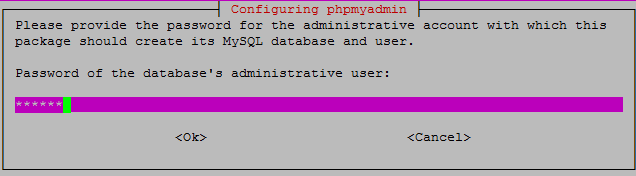 Configuring phpmyadmin
Please provide the password for the administrative account with which this
package should create its MySQL database and user.
Password of the database's administrative user:
******
<Ok> <Cancel>